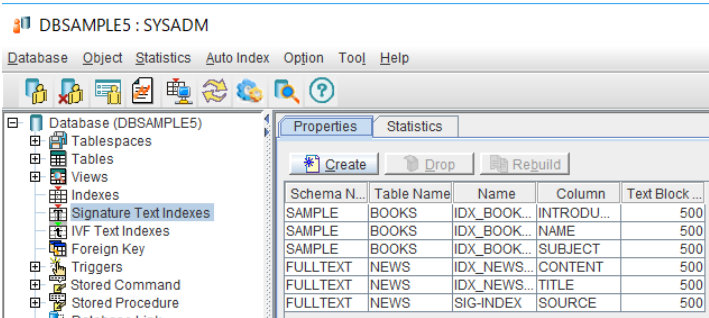 DBSAMPLE5 : SYSADM
Database Object Statistics Auto Index Option Tool Help
Database (DBSAMPLE5)
Tablespaces
Tables
Views
Indexes
Signature Text Indexes
IVF Text Indexes
Foreign Key
Triggers
Stored Command
Stored Procedure
Properties Statistics
Create Drop Rebuild
Schema N... Table Name Name Column Text Block ...
SAMPLE BOOKS IDX_BOOK... INTRODU... 500
SAMPLE BOOKS IDX_BOOK... NAME 500
SAMPLE BOOKS IDX_BOOK... SUBJECT 500
FULLTEXT NEWS IDX_NEWS... CONTENT 500
FULLTEXT NEWS IDX_NEWS... TITLE 500
FULLTEXT NEWS SIG-INDEX SOURCE 500